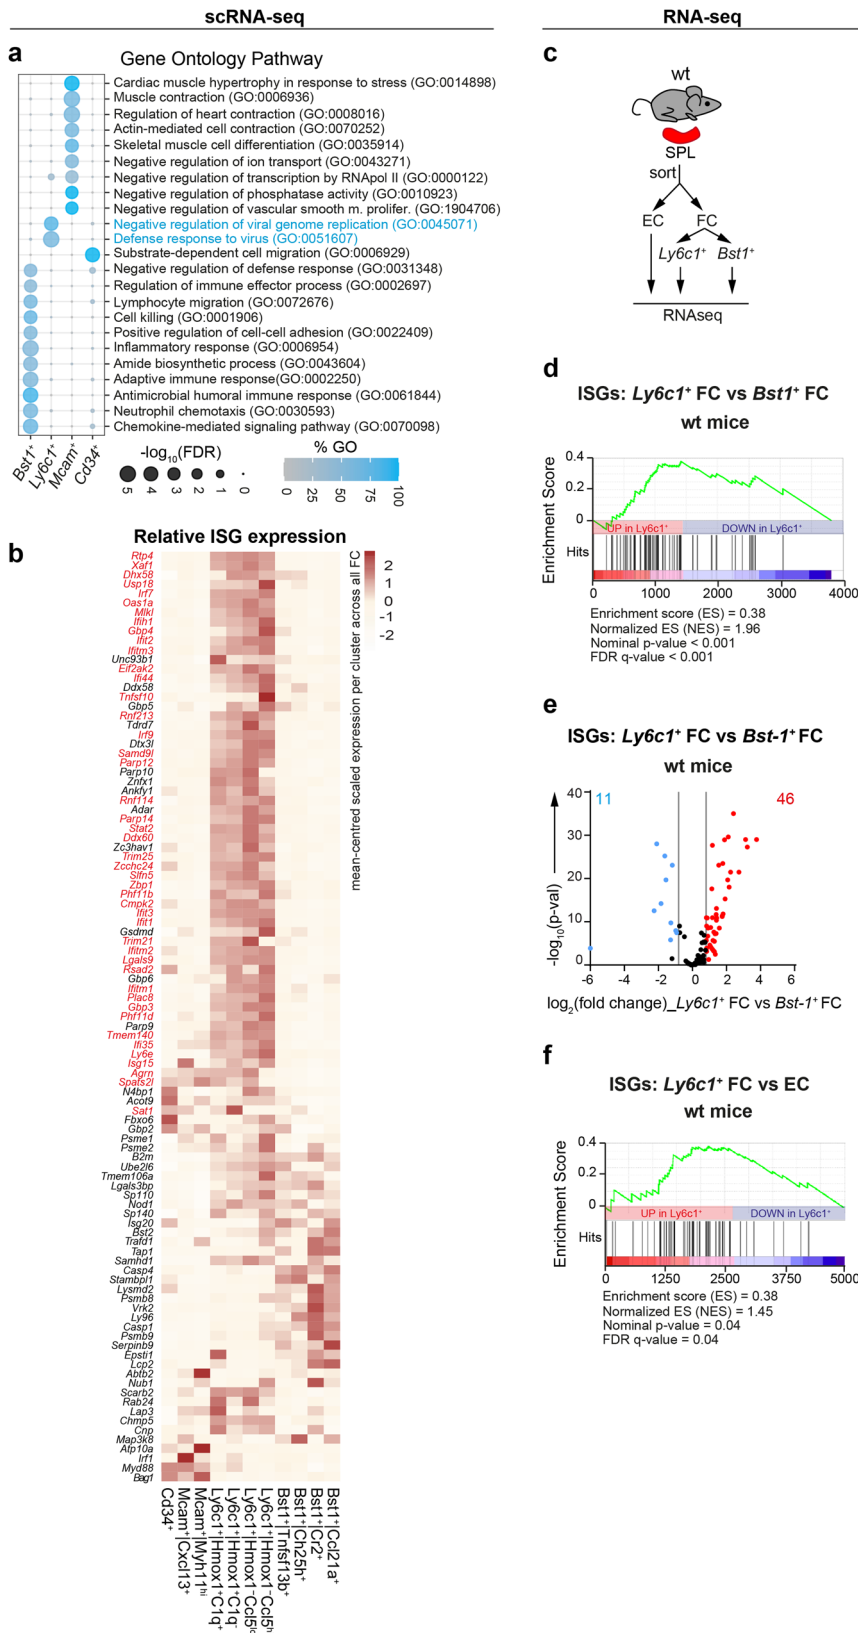 scRNA-seq
RNA-seq
a
Gene Ontology Pathway
Cardiac muscle hypertrophy in response to stress (GO:0014898)
Muscle contraction (GO:0006936)
Regulation of heart contraction (GO:0008016)
Actin-mediated cell contraction (GO:0070252)
Skeletal muscle cell differentiation (GO:0035914)
Negative regulation of ion transport (GO:0043271)
Negative regulation of transcription by RNApol II (GO:0000122)
Negative regulation of phosphatase activity (GO:0010923)
Negative regulation of vascular smooth m. prolifer. (GO:1904706)
Negative regulation of viral genome replication (GO:0045071)
Defense response to virus (GO:0051607)
Substrate-dependent cell migration (GO:0006929)
Negative regulation of defense response (GO:0031348)
Regulation of immune effector process (GO:0002697)
Lymphocyte migration (GO:0072676)
Cell killing (GO:0001906)
Positive regulation of cell-cell adhesion (GO:0022409)
Inflammatory response (GO:0006954)
Amide biosynthetic process (GO:0043604)
Adaptive immune response(GO:0002250)
Antimicrobial humoral immune response (GO:0061844)
Neutrophil chemotaxis (GO:0030593)
Chemokine-mediated signaling pathway (GO:0070098)
Bst1⁺
Ly6c1⁺
Mcam⁺
Cd34⁺
-log₁₀(FDR)
5 4 3 2 1 0
% GO
0 25 50 75 100
b
Relative ISG expression
Rtp4
Xaf1
Dhx58
Usp18
Irf7
Oas1a
Mlkl
Ifih1
Gbp4
Ifit2
Ifitm3
Unc93b1
Eif2ak2
Ifi44
Ddx58
Tnfsf10
Gbp5
Rnf213
Tdrd7
Irf9
Dtx3l
Samd9l
Parp12
Parp10
Znfx1
Ankfy1
Rnf114
Adar
Parp14
Stat2
Ddx60
Zc3hav1
Trim25
Zcchc24
Slfn5
Zbp1
Phf11b
Cmpk2
Ifit3
Ifit1
Gsdmd
Trim21
Ifitm2
Lgals9
Rsad2
Gbp6
Ifitm1
Plac8
Gbp3
Phf11d
Parp9
Tmem140
Ifi35
Ly6e
Isg15
Agrn
Spats2l
N4bp1
Acot9
Sat1
Fbxo6
Gbp2
Psme1
Psme2
B2m
Ube2l6
Tmem106a
Lgals3bp
Sp110
Nod1
Sp140
Isg20
Bst2
Trafd1
Tap1
Samhd1
Casp4
Stambpl1
Lysmd2
Psmb8
Vrk2
Ly96
Casp1
Psmb9
Serpinb9
Epsti1
Lcp2
Abtb2
Nub1
Scarb2
Rab24
Lap3
Chmp5
Cnp
Map3k8
Atp10a
Irf1
Myd88
Bag1
2
1
0
-1
-2
mean-centred scaled expression per cluster across all FC
Cd34⁺
Mcam⁺|Cxcl13⁺
Mcam⁺|Myh11ʰⁱ
Ly6c1⁺|Hmox1⁺C1q⁺
Ly6c1⁺|Hmox1⁺C1q⁻
Ly6c1⁺|Hmox1⁻Ccl5ˡᵒ
Ly6c1⁺|Hmox1⁻Ccl5ʰ
Bst1⁺|Tnfsf13b⁺
Bst1⁺|Ch25h⁺
Bst1⁺|Cr2⁺
Bst1⁺|Ccl21a⁺
c
wt
SPL
sort
EC FC
Ly6c1⁺ Bst1⁺
RNAseq
d
ISGs: Ly6c1⁺ FC vs Bst1⁺ FC
wt mice
Enrichment Score
0.4
0.2
0
UP in Ly6c1⁺ DOWN in Ly6c1⁺
Hits
0 1000 2000 3000 4000
Enrichment score (ES) = 0.38
Normalized ES (NES) = 1.96
Nominal p-value < 0.001
FDR q-value < 0.001
e
ISGs: Ly6c1⁺ FC vs Bst-1⁺ FC
wt mice
11 46
-log₁₀(p-val)
40
30
20
10
0
-6 -4 -2 0 2 4 6
log₂(fold change)_Ly6c1⁺ FC vs Bst-1⁺ FC
f
ISGs: Ly6c1⁺ FC vs EC
wt mice
Enrichment Score
0.4
0.2
0
UP in Ly6c1⁺ DOWN in Ly6c1⁺
Hits
0 1250 2500 3750 5000
Enrichment score (ES) = 0.38
Normalized ES (NES) = 1.45
Nominal p-value = 0.04
FDR q-value = 0.04